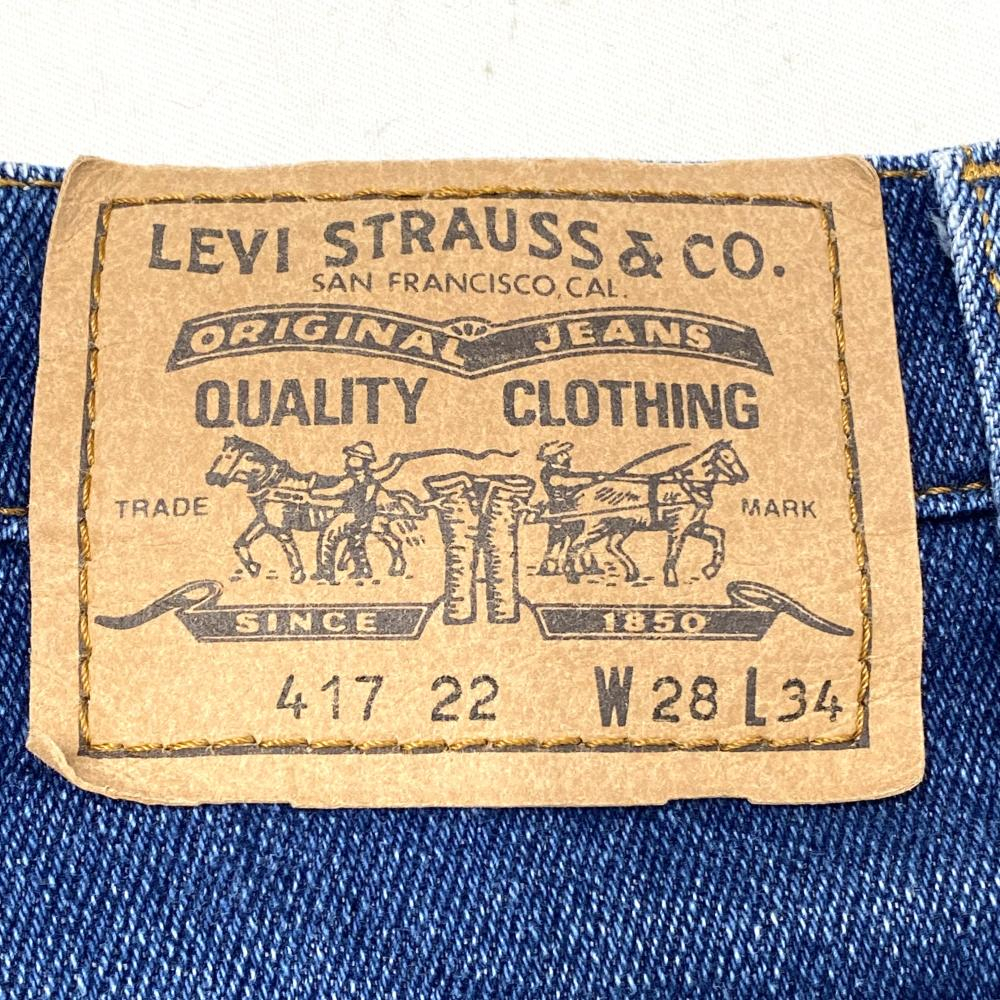 LEVI STRAUSS & CO.
SAN FRANCISCO, CAL.
ORIGINAL JEANS
QUALITY CLOTHING
TRADE MARK
SINCE 1850
417 22 W28 L34